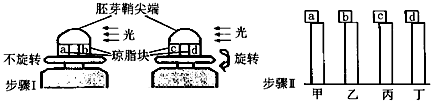 胚芽鞘尖端
光 光
不旋转 a b 琼脂块 c d 旋转
步骤Ⅰ
a b c d
步骤Ⅱ
甲 乙 丙 丁